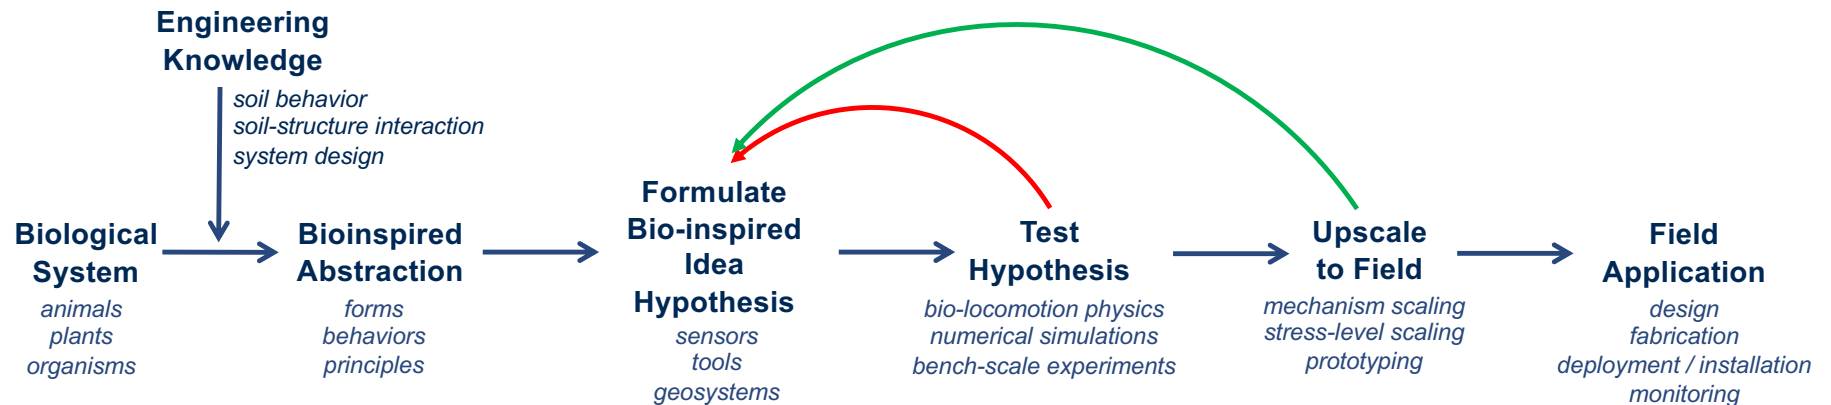 Engineering
Knowledge
soil behavior
soil-structure interaction
system design
Biological
System
animals
plants
organisms
Bioinspired
Abstraction
forms
behaviors
principles
Formulate
Bio-inspired
Idea
Hypothesis
sensors
tools
geosystems
Test
Hypothesis
bio-locomotion physics
numerical simulations
bench-scale experiments
Upscale
to Field
mechanism scaling
stress-level scaling
prototyping
Field
Application
design
fabrication
deployment / installation
monitoring